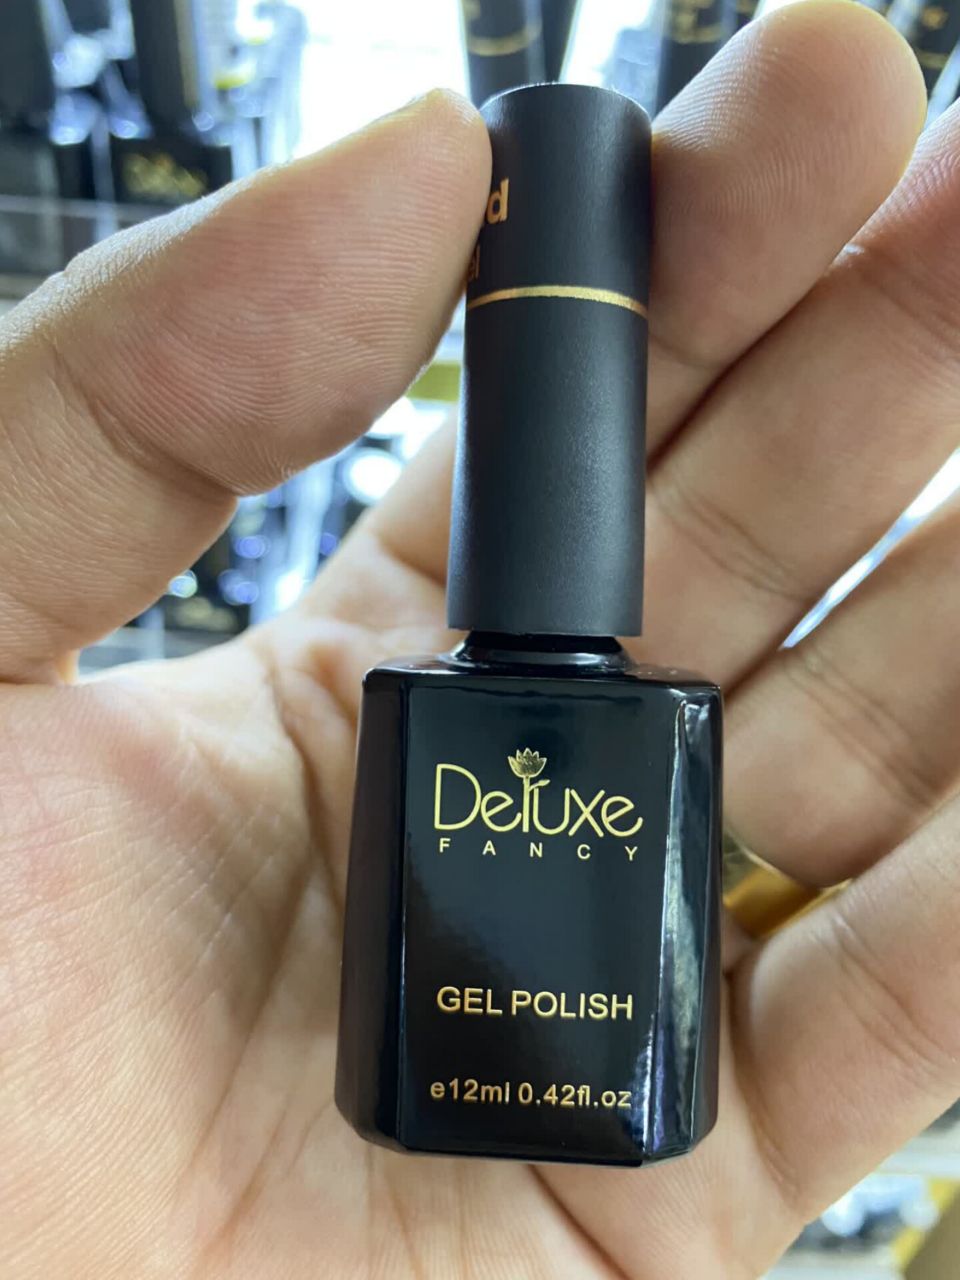 Deluxe
FANCY
GEL POLISH
e12ml 0.42fl.oz